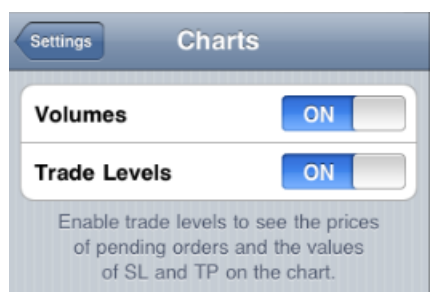 Settings
Charts
Volumes ON
Trade Levels ON
Enable trade levels to see the prices
of pending orders and the values
of SL and TP on the chart.